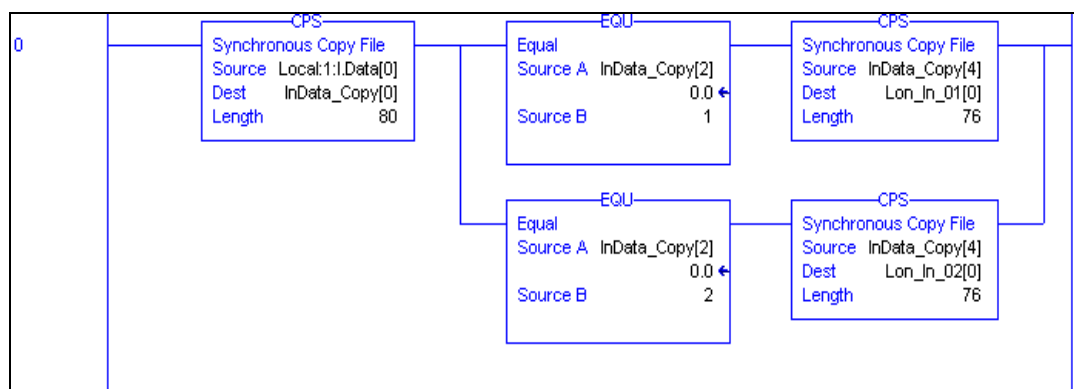 0
CPS
Synchronous Copy File
Source Local:1:I.Data[0]
Dest InData_Copy[0]
Length 80
EQU
Equal
Source A InData_Copy[2]
0.0
Source B 1
CPS
Synchronous Copy File
Source InData_Copy[4]
Dest Lon_In_01[0]
Length 76
EQU
Equal
Source A InData_Copy[2]
0.0
Source B 2
CPS
Synchronous Copy File
Source InData_Copy[4]
Dest Lon_In_02[0]
Length 76